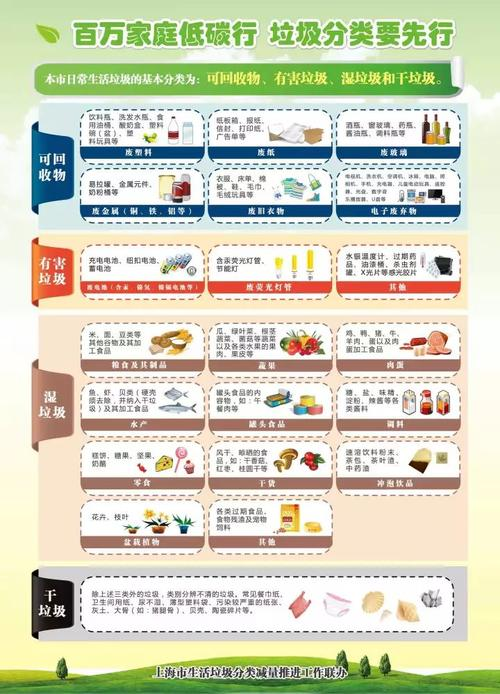 百万家庭低碳行 垃圾分类要先行
本市日常生活垃圾的基本分类为：可回收物、有害垃圾、湿垃圾和干垃圾。
可回
收物
饮料瓶、洗发水瓶、食
用油桶、酸奶盒、塑料
碗（盆）、塑
料玩具等
废塑料
纸板箱、报纸、
信封、打印纸、
广告单等
废纸
酒瓶、窗玻璃、药瓶、
酱油瓶、调料瓶等
废玻璃
易拉罐、金属元件、
奶粉桶等
废金属（铜、铁、铝等）
衣服、床单、棉
被、鞋、毛巾、
毛绒玩具等
废旧衣物
电视机、洗衣机、空调机、冰箱、电脑、照
相机、手机、充电器、儿童电动玩具、遥控
器、光盘、数字音
乐播放器、U盘等
电子废弃物
有害
垃圾
充电电池、纽扣电池、
蓄电池
废电池（含汞、镍氢、镍镉电池等）
含汞荧光灯管、
节能灯
废荧光灯管
水银温度计、过期药
品、油漆桶、杀虫剂
罐、X光片等感光胶片
其他
湿
垃圾
米、面、豆类等
其他谷物及其加
工食品
粮食及其制品
瓜、绿叶菜、根茎
蔬菜、菌菇等蔬菜
以及各类水果的果
肉、果皮等
蔬果
鸡、鸭、猪、牛、
羊肉、蛋以及肉
蛋加工食品
肉蛋
鱼、虾、贝类（硬壳
须去除，并纳入干垃
圾）及其加工食品
水产
罐头食品的
内容物，如：午
餐肉等
罐头食品
糖、盐、味精、
淀粉、辣酱等各
类酱料
调料
糕饼、糖果、坚果、
奶酪
零食
风干、晾晒的食
品，如：干香菇、
红枣、桂圆干等
干货
速溶饮料粉末、
茶包、茶叶渣、
中药渣
冲泡饮品
花卉、枝叶
盆栽植物
各类过期食品、
食物残渣及宠物
饲料
其他
干
垃圾
除上述三类外的垃圾，类别分辨不清的垃圾。常见餐巾纸、
卫生间用纸、尿不湿、薄型塑料袋、污染较严重的纸张、
灰土、大骨（如：猪腿骨）、贝壳、陶瓷碎片等。
上海市生活垃圾分类减量推进工作联办